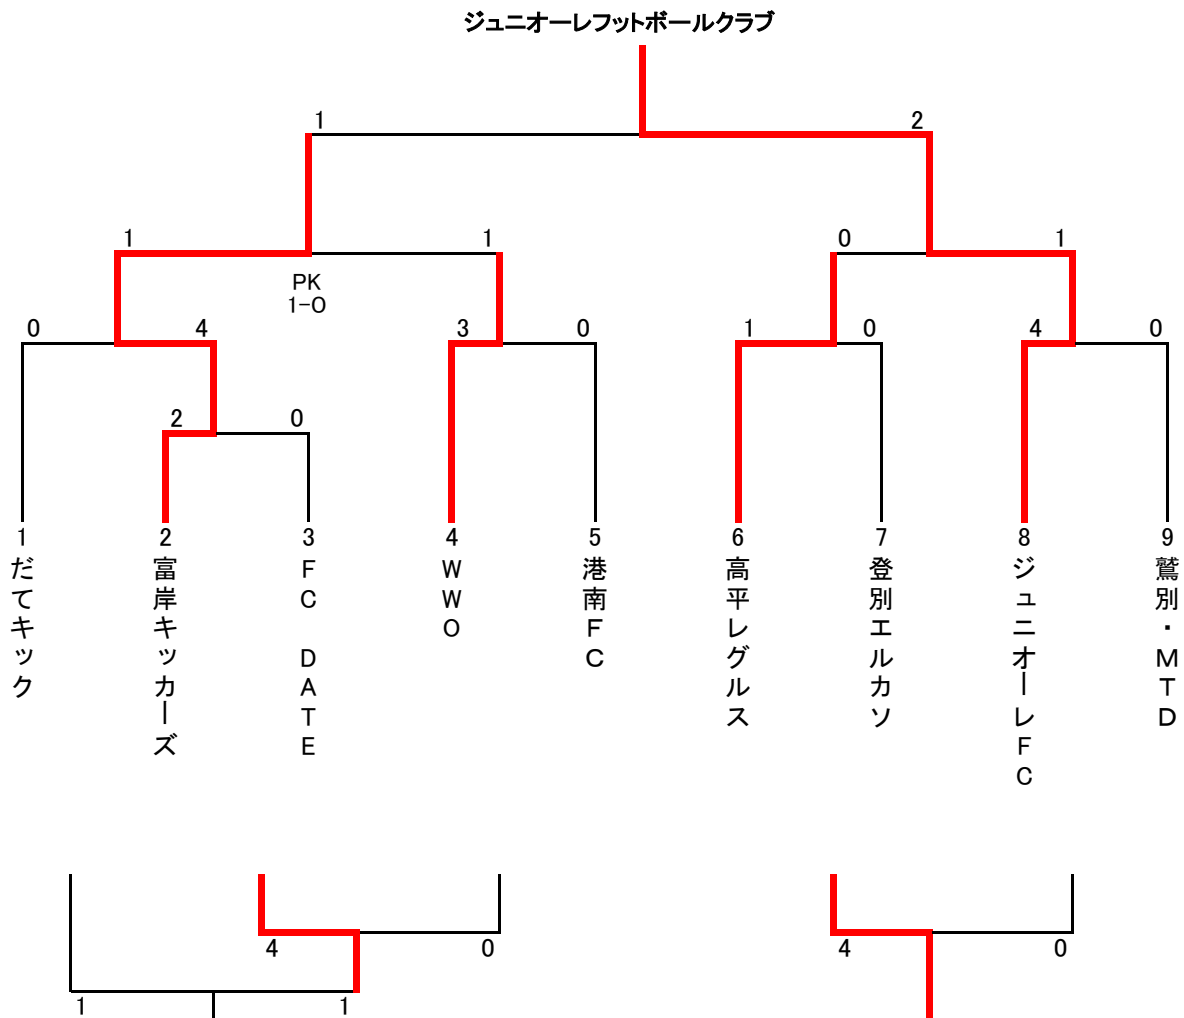 ジュニオーレフットボールクラブ
1 2
1 1 0 1
PK
1-0
0 4 3 0 1 0 4 0
2 0
1 2 3 4 5 6 7 8 9
だてキック
富岸キッカーズ
FC DATE
WWO
港南FC
高平レグルス
登別エルカソ
ジュニオーレFC
鷲別・MTD
4 0 4 0
1 1